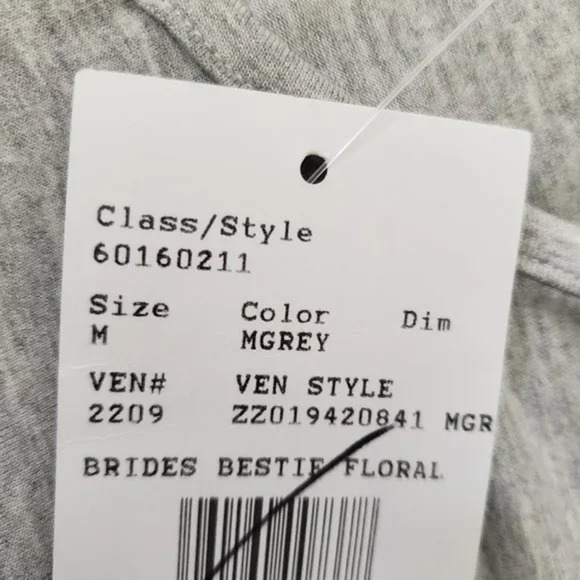 Class/Style
60160211
Size Color Dim
M MGREY
VEN# VEN STYLE
2209 ZZ019420841 MGR
BRIDES BESTIE FLORAL